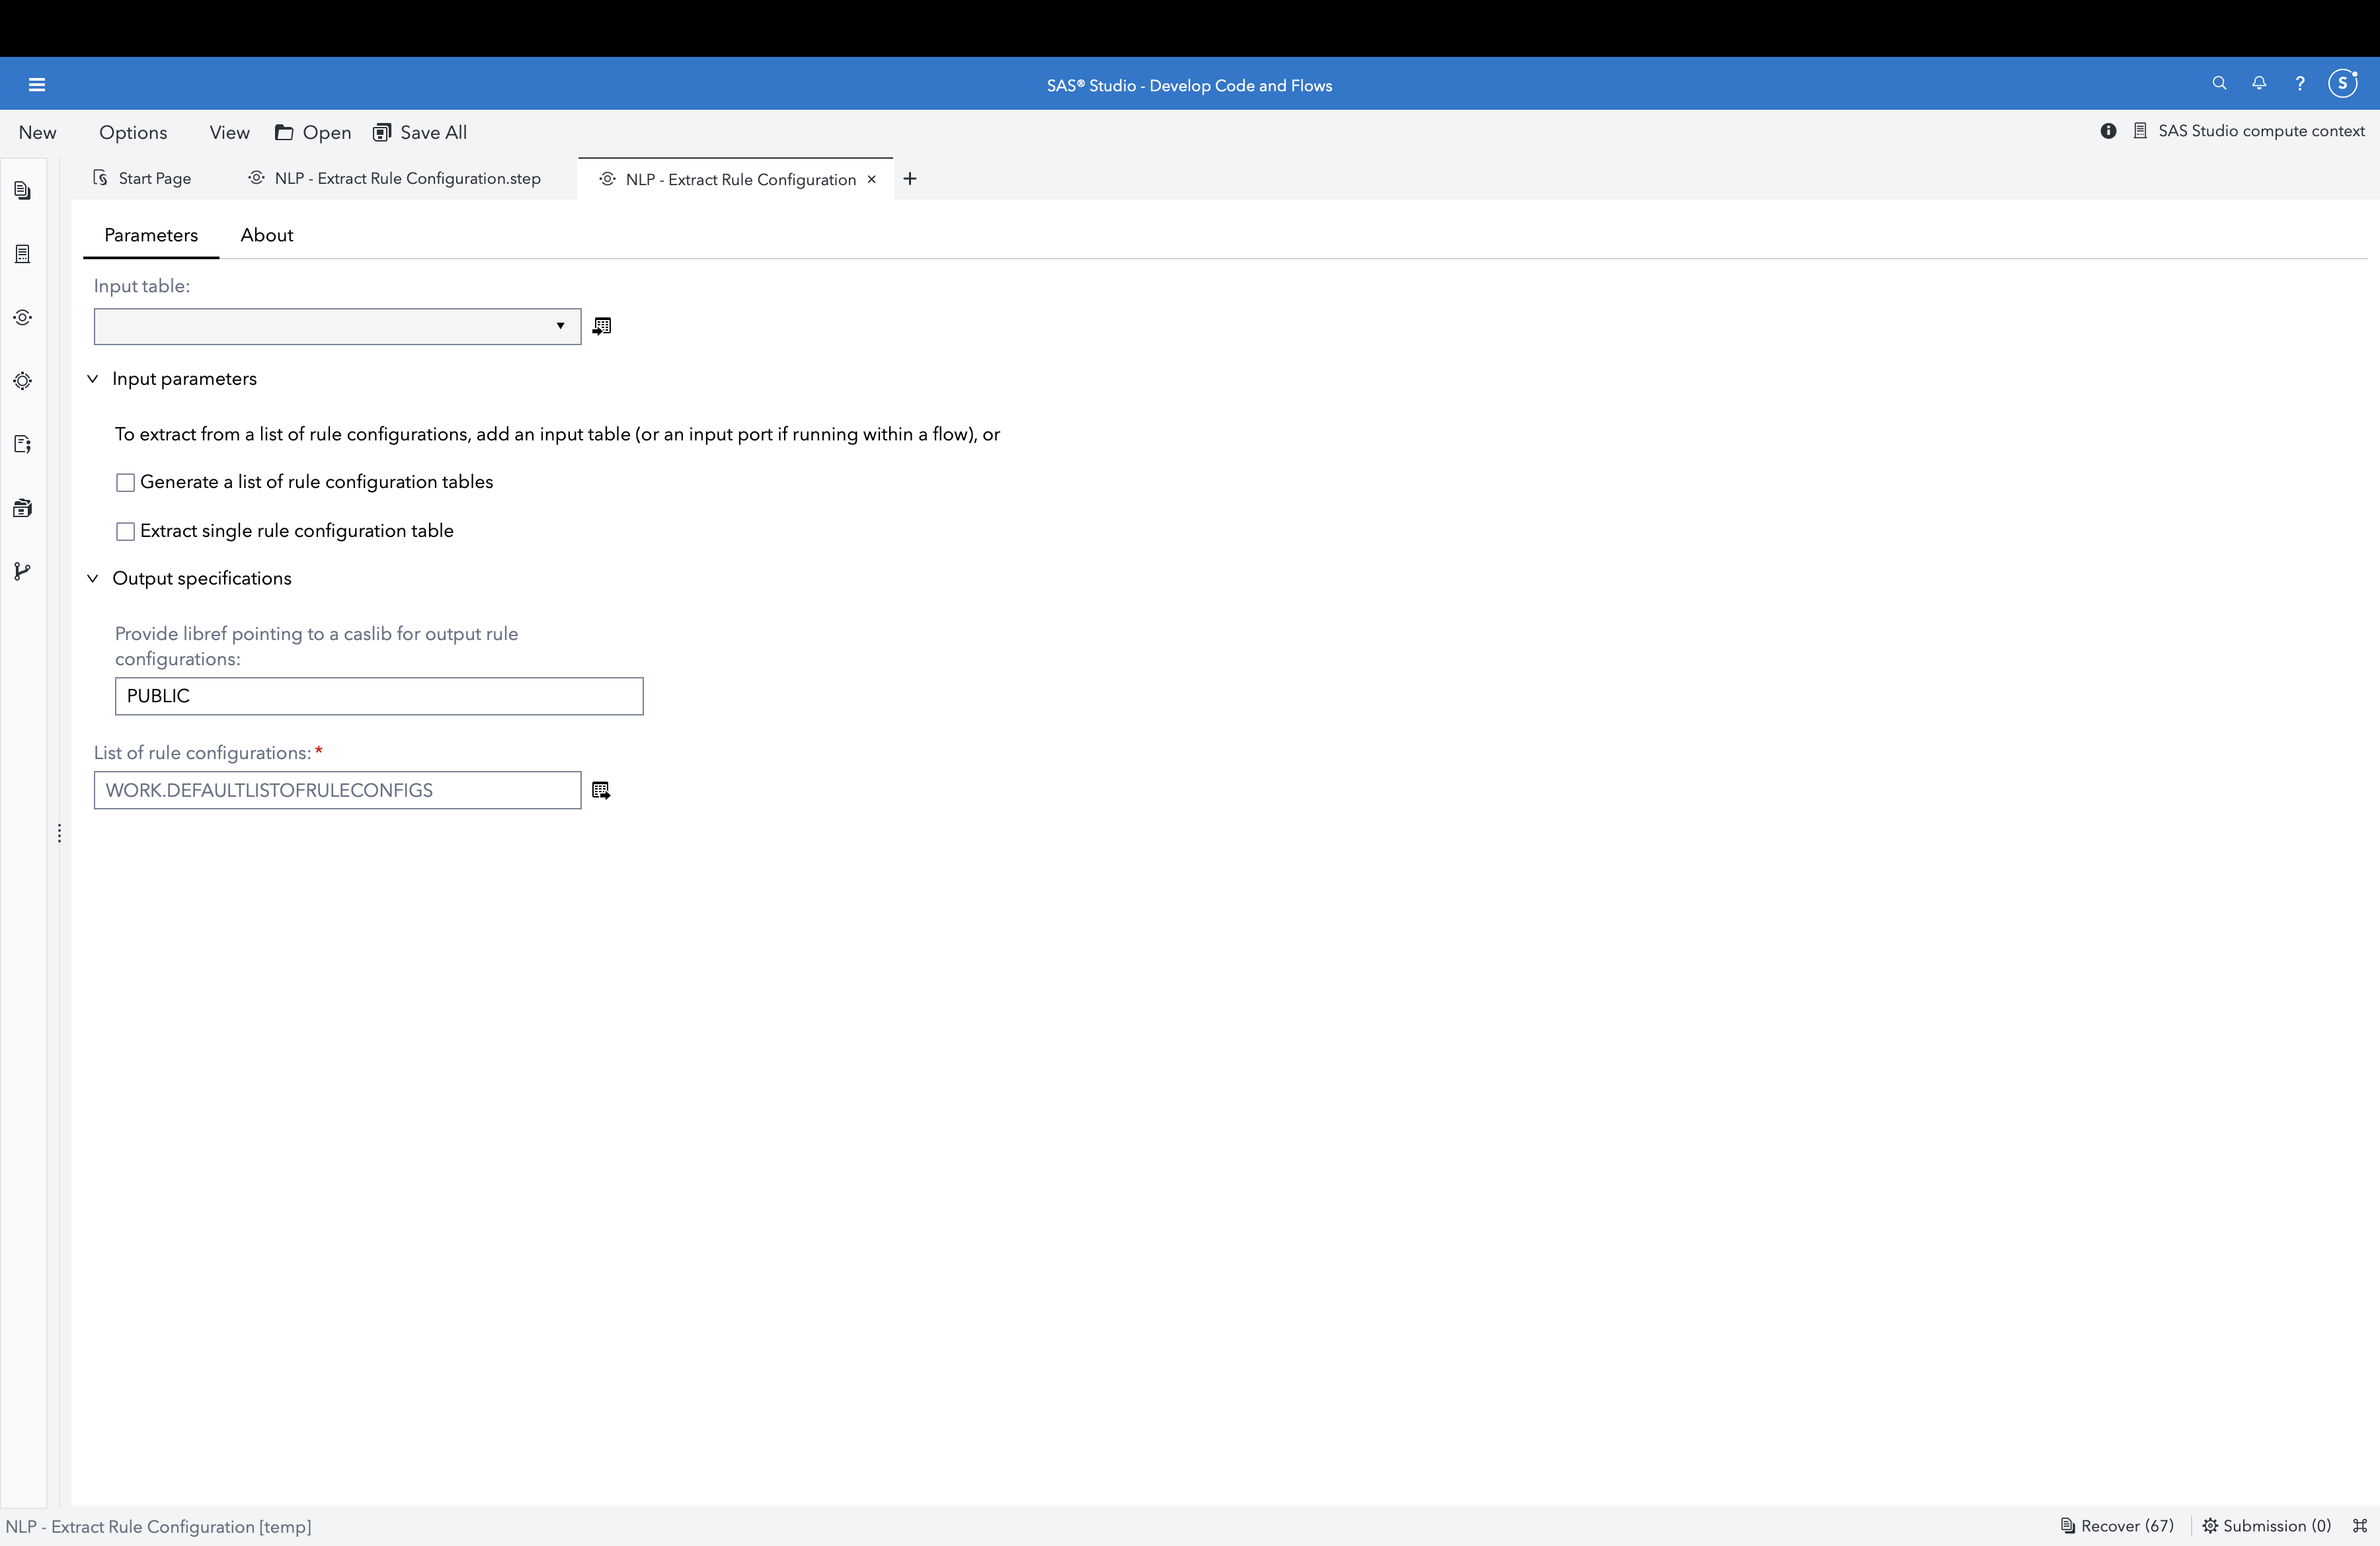 SAS® Studio - Develop Code and Flows
?
S
New
Options
View
Open
Save All
SAS Studio compute context
Start Page
NLP - Extract Rule Configuration.step
NLP - Extract Rule Configuration
Parameters
About
Input table:
Input parameters
To extract from a list of rule configurations, add an input table (or an input port if running within a flow), or
Generate a list of rule configuration tables
Extract single rule configuration table
Output specifications
Provide libref pointing to a caslib for output rule
configurations:
PUBLIC
List of rule configurations: *
WORK.DEFAULTLISTOFRULECONFIGS
NLP - Extract Rule Configuration [temp]
Recover (67)
Submission (0)